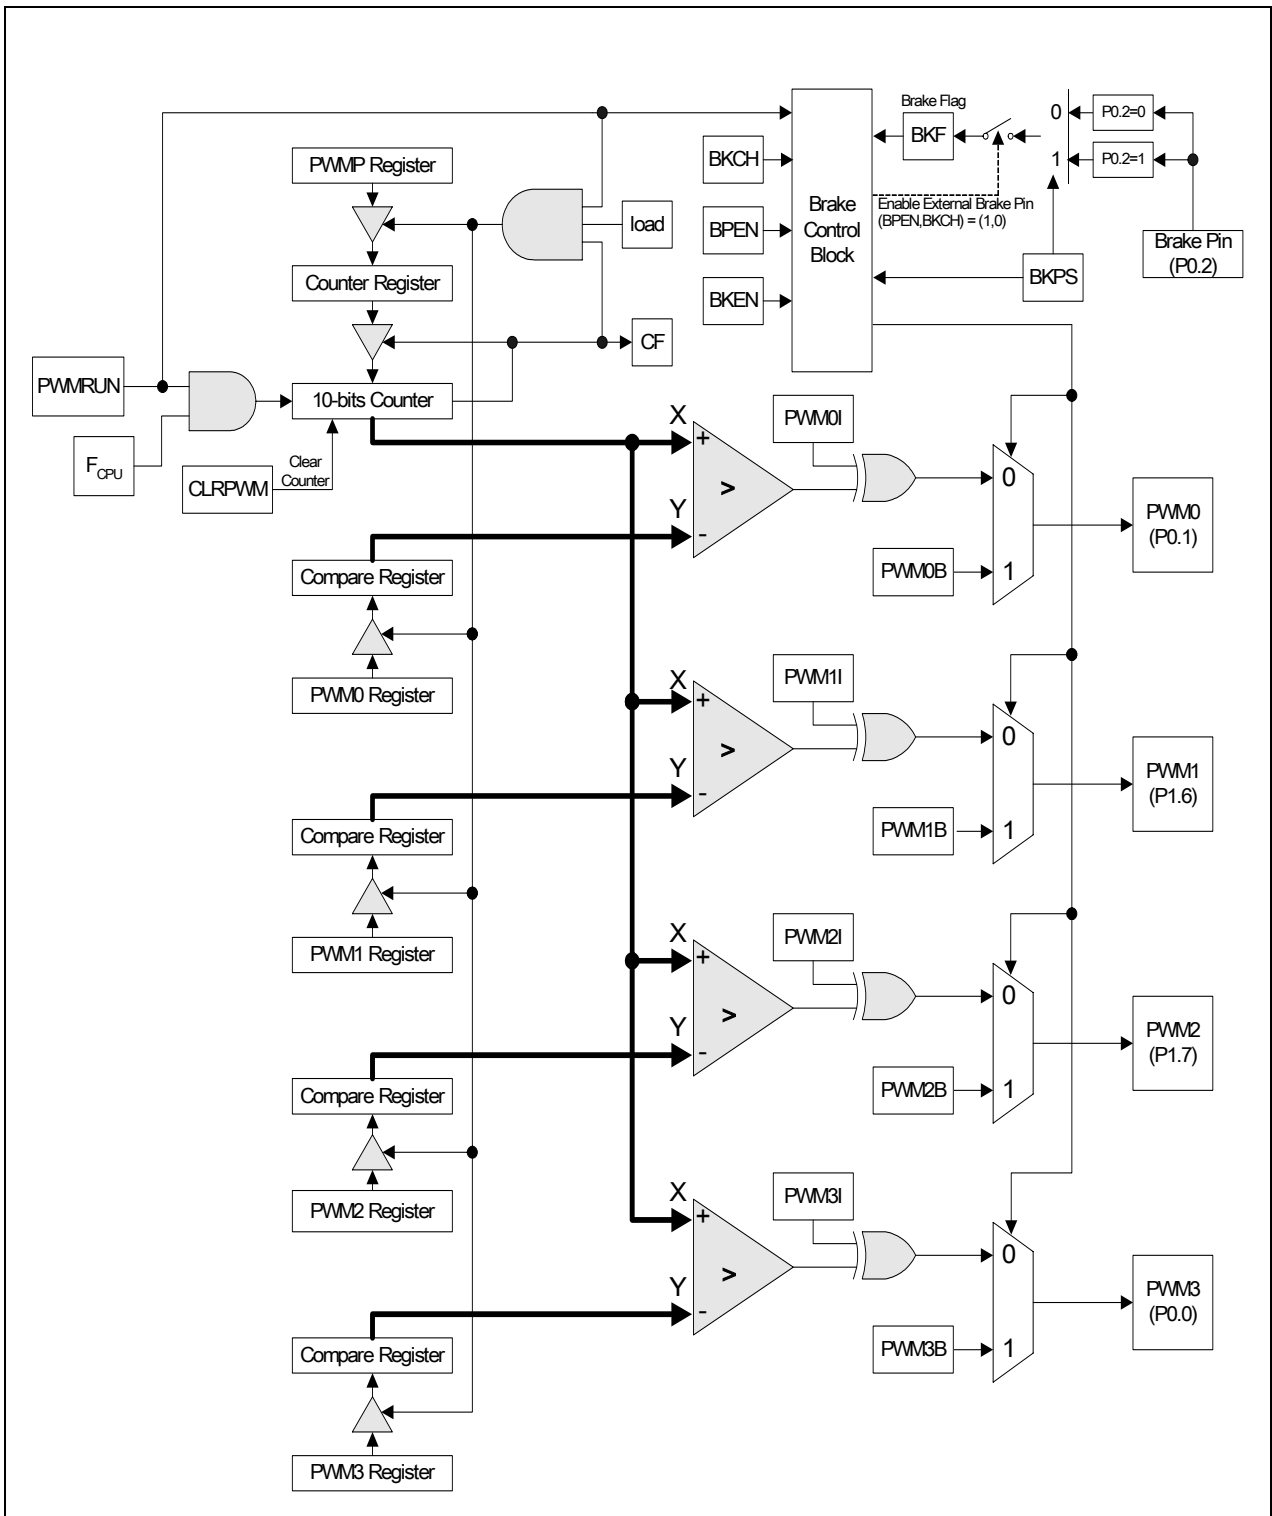 Brake Flag
0
P0.2=0
BKF
BKCH
1
P0.2=1
PWMP Register
Enable External Brake Pin
(BPEN,BKCH) = (1,0)
load
BPEN
Brake
Control
Block
Brake Pin
(P0.2)
Counter Register
BKPS
BKEN
CF
PWMRUN
10-bits Counter
FCPU
Clear
Counter
CLRPWM
X
+
PWM0I
>
0
Y
-
PWM0
(P0.1)
Compare Register
PWM0B
1
PWM0 Register
X
+
PWM1I
>
0
Y
-
PWM1
(P1.6)
Compare Register
PWM1B
1
PWM1 Register
X
+
PWM2I
>
0
Y
-
PWM2
(P1.7)
Compare Register
PWM2B
1
PWM2 Register
X
+
PWM3I
>
0
Y
-
PWM3
(P0.0)
Compare Register
PWM3B
1
PWM3 Register